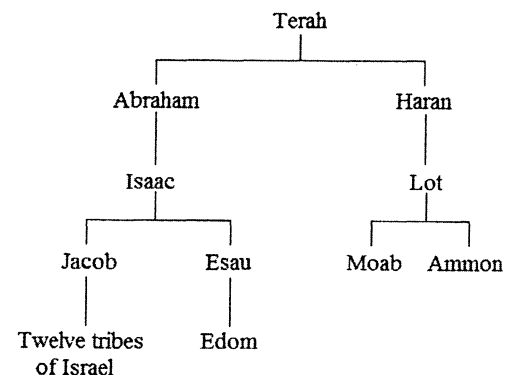 Terah
Abraham Haran
Isaac Lot
Jacob Esau Moab Ammon
Twelve tribes Edom
of Israel